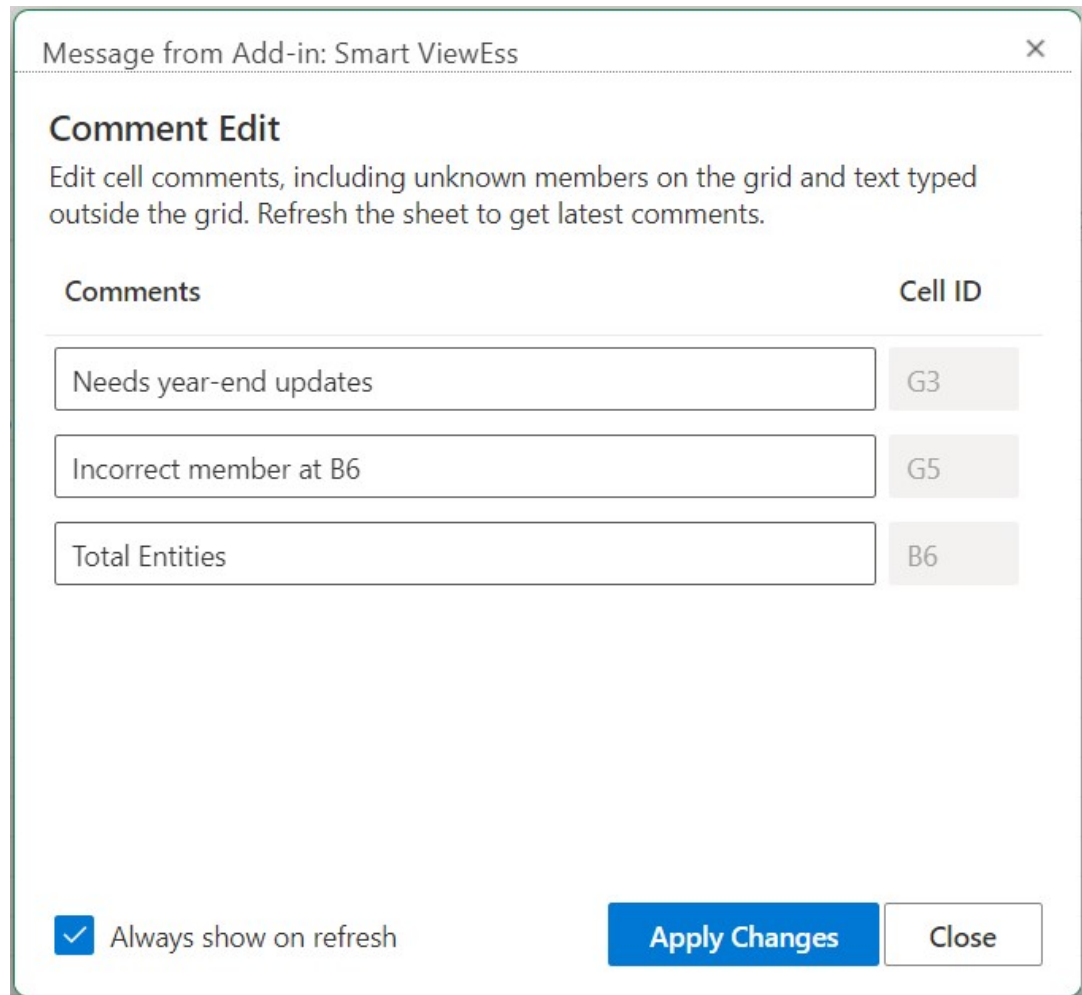 Message from Add-in: Smart ViewEss
Comment Edit
Edit cell comments, including unknown members on the grid and text typed
outside the grid. Refresh the sheet to get latest comments.
Comments Cell ID
Needs year-end updates G3
Incorrect member at B6 G5
Total Entities B6
Always show on refresh Apply Changes Close